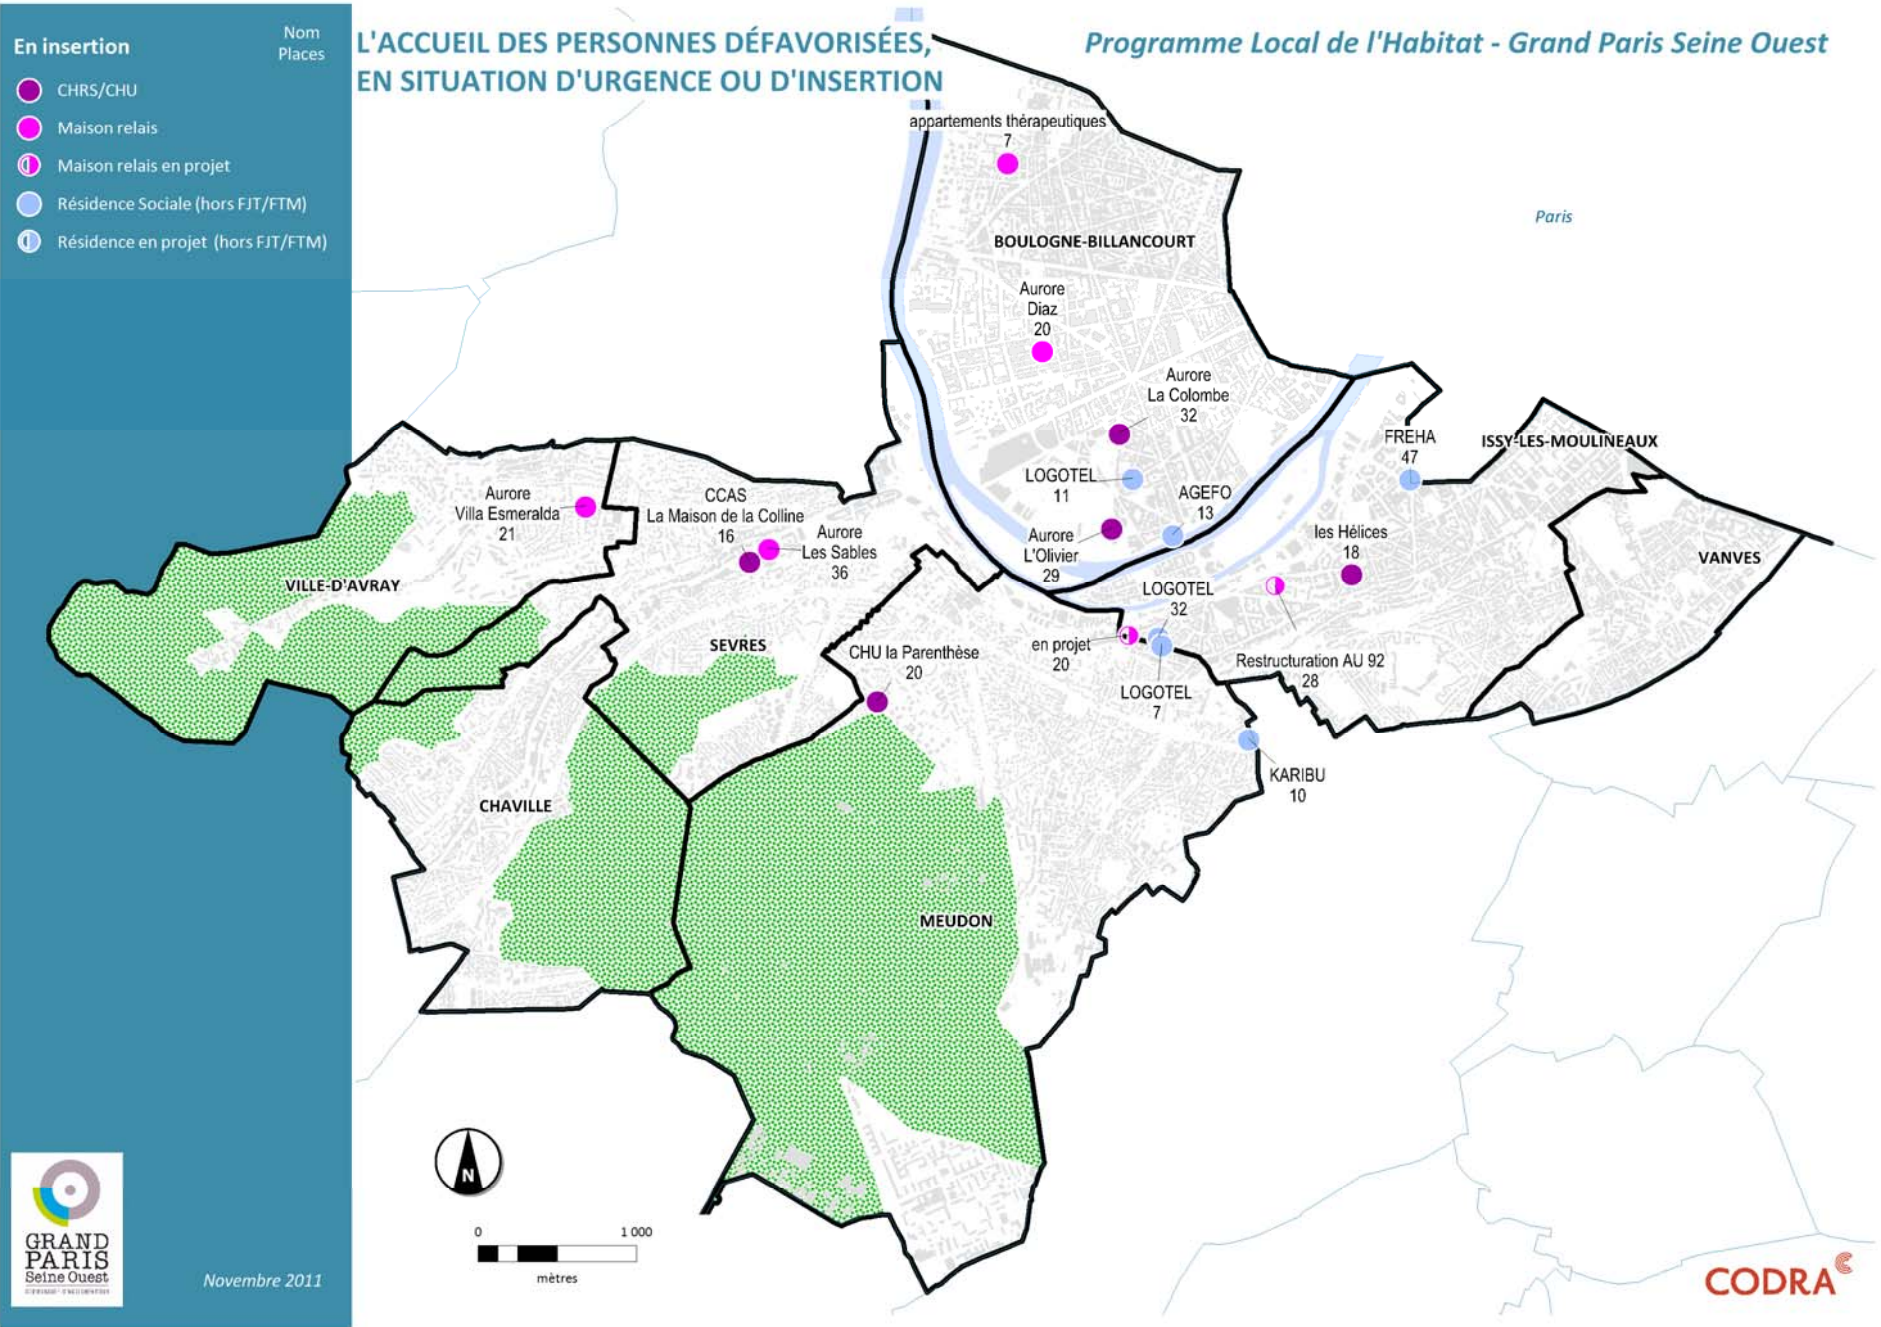 En insertion
Nom
Places
CHRS/CHU
Maison relais
Maison relais en projet
Résidence Sociale (hors FJT/FTM)
Résidence en projet (hors FJT/FTM)
L'ACCUEIL DES PERSONNES DÉFAVORISÉES,
EN SITUATION D'URGENCE OU D'INSERTION
Programme Local de l'Habitat - Grand Paris Seine Ouest
appartements thérapeutiques
7
Paris
BOULOGNE-BILLANCOURT
Aurore
Diaz
20
Aurore
La Colombe
32
FREHA
47
ISSY-LES-MOULINEAUX
LOGOTEL
11
AGEFO
13
Aurore
Villa Esmeralda
21
CCAS
La Maison de la Colline
16
Aurore
Les Sables
36
Aurore
L'Olivier
29
les Hélices
18
VANVES
VILLE-D'AVRAY
LOGOTEL
32
SEVRES
CHU la Parenthèse
20
en projet
20
Restructuration AU 92
28
LOGOTEL
7
KARIBU
10
CHAVILLE
MEUDON
N
0
1 000
mètres
GRAND
PARIS
Seine Ouest
Novembre 2011
CODRA